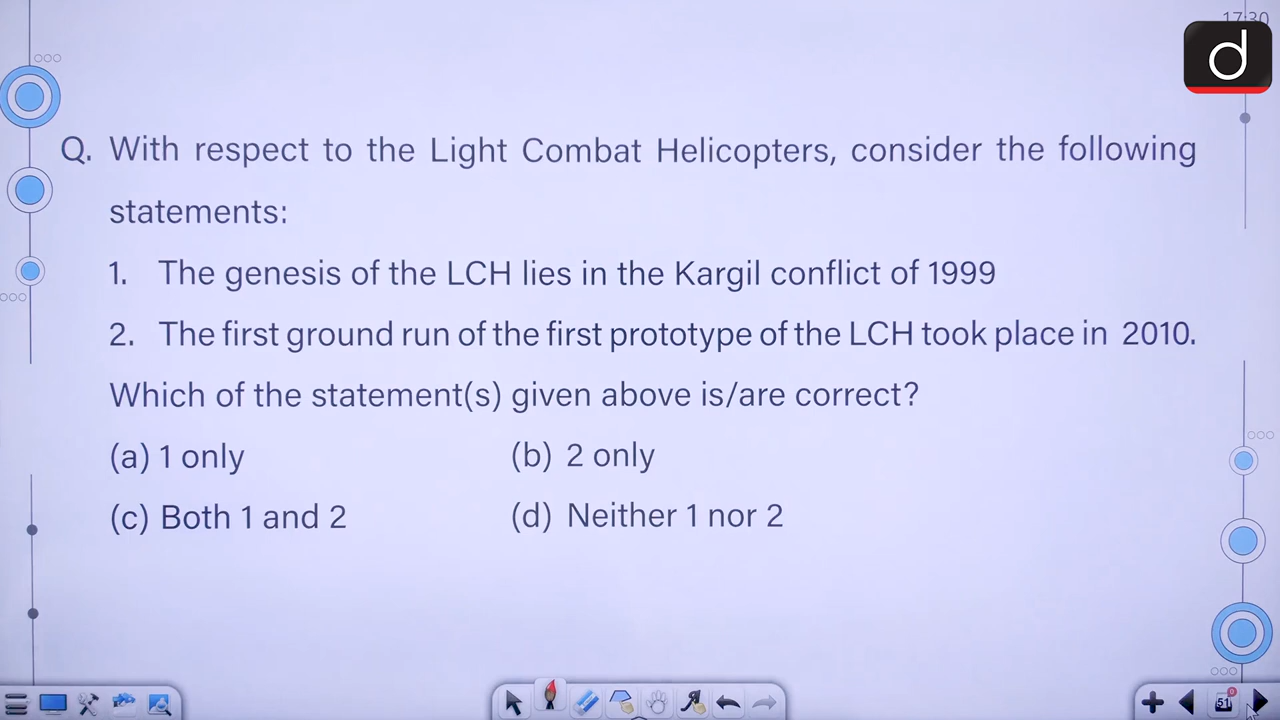 17:30
d
Q. With respect to the Light Combat Helicopters, consider the following
statements:
1. The genesis of the LCH lies in the Kargil conflict of 1999
2. The first ground run of the first prototype of the LCH took place in 2010.
Which of the statement(s) given above is/are correct?
(a) 1 only (b) 2 only
(c) Both 1 and 2 (d) Neither 1 nor 2
51